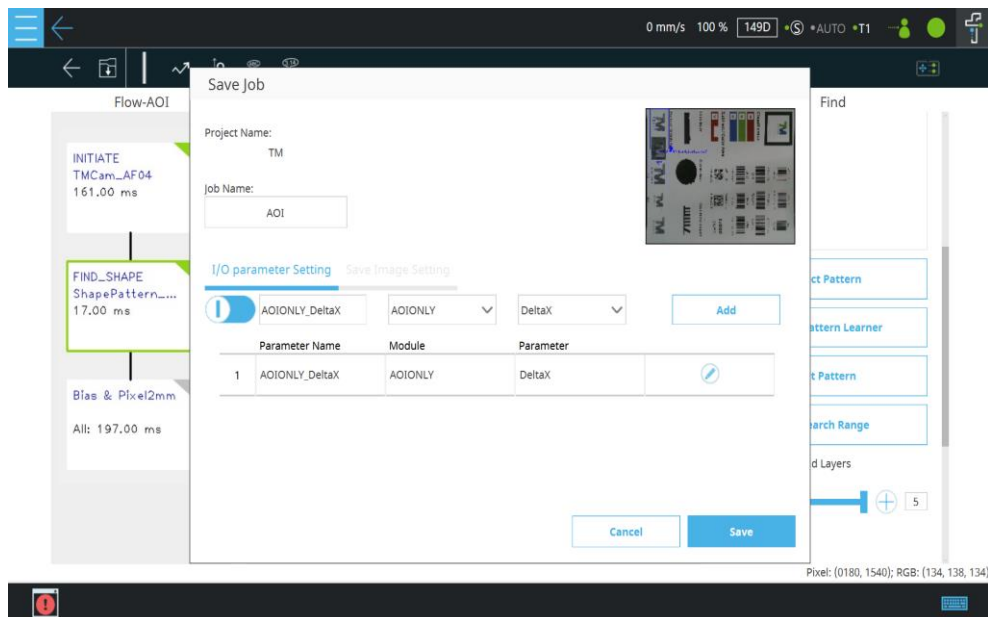 0 mm/s 100 % 149D S AUTO T1
Flow-AOI
Find
INITIATE
TMCam_AF04
161.00 ms
FIND_SHAPE
ShapePattern_...
17.00 ms
Bias & Pixel2mm
All: 197.00 ms
Save Job
Project Name:
TM
Job Name:
AOI
I/O parameter Setting Save Image Setting
AOIONLY_DeltaX AOIONLY DeltaX Add
Parameter Name Module Parameter
1 AOIONLY_DeltaX AOIONLY DeltaX
Cancel Save
ct Pattern
attern Learner
t Pattern
arch Range
d Layers
5
Pixel: (0180, 1540); RGB: (134, 138, 134)